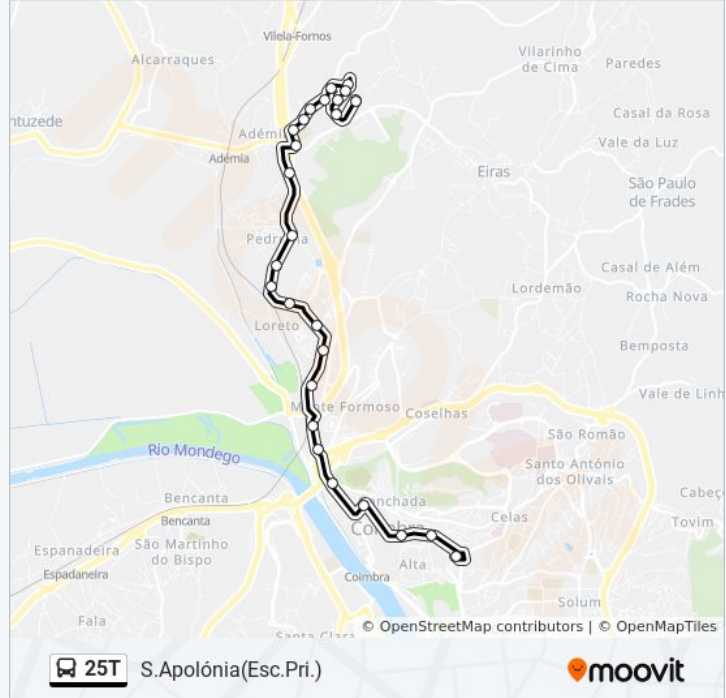 Vilela-Fornos
Alcarraques
Vilarinho
de Cima
Paredes
Casal da Rosa
ntuzede
Adémia
Vale da Luz
Adémia
Eiras
São Paulo
de Frades
Pedrulha
Casal de Além
Lordemão
Rocha Nova
Loreto
Bemposta
Monte Formoso
Coselhas
Vale de Linh
São Romão
Rio Mondego
Santo António
dos Olivais
Bencanta
Conchada
Cabeç
Celas
Tovim
Bencanta
Coimbra
Espanadeira
São Martinho
do Bispo
Alta
Espadaneira
Coimbra
Solum
Fala
Santa Clara
© OpenStreetMap contributors | © OpenMapTiles
25T S.Apolónia(Esc.Pri.)
moovit